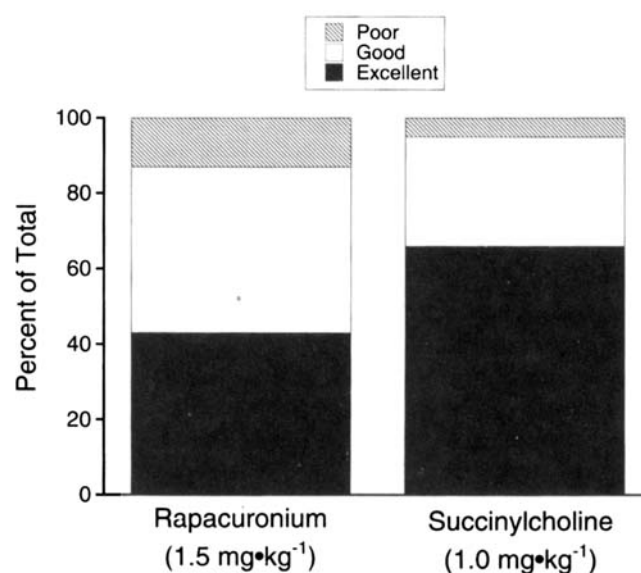 Poor
Good
Excellent
100
80
60
40
20
0
Percent of Total
Rapacuronium
(1.5 mg•kg⁻¹)
Succinylcholine
(1.0 mg•kg⁻¹)